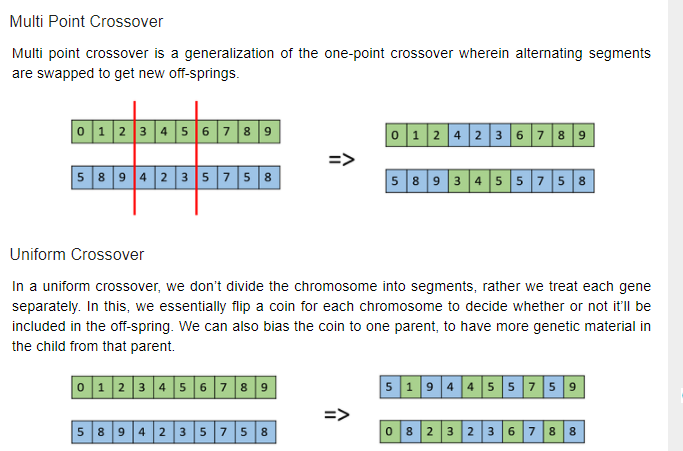 Multi Point Crossover
Multi point crossover is a generalization of the one-point crossover wherein alternating segments
are swapped to get new off-springs.
0 1 2 3 4 5 6 7 8 9
5 8 9 4 2 3 5 7 5 8
=>
0 1 2 4 2 3 6 7 8 9
5 8 9 3 4 5 5 7 5 8
Uniform Crossover
In a uniform crossover, we don't divide the chromosome into segments, rather we treat each gene
separately. In this, we essentially flip a coin for each chromosome to decide whether or not it'll be
included in the off-spring. We can also bias the coin to one parent, to have more genetic material in
the child from that parent.
0 1 2 3 4 5 6 7 8 9
5 8 9 4 2 3 5 7 5 8
=>
5 1 9 4 4 5 5 7 5 9
0 8 2 3 2 3 6 7 8 8